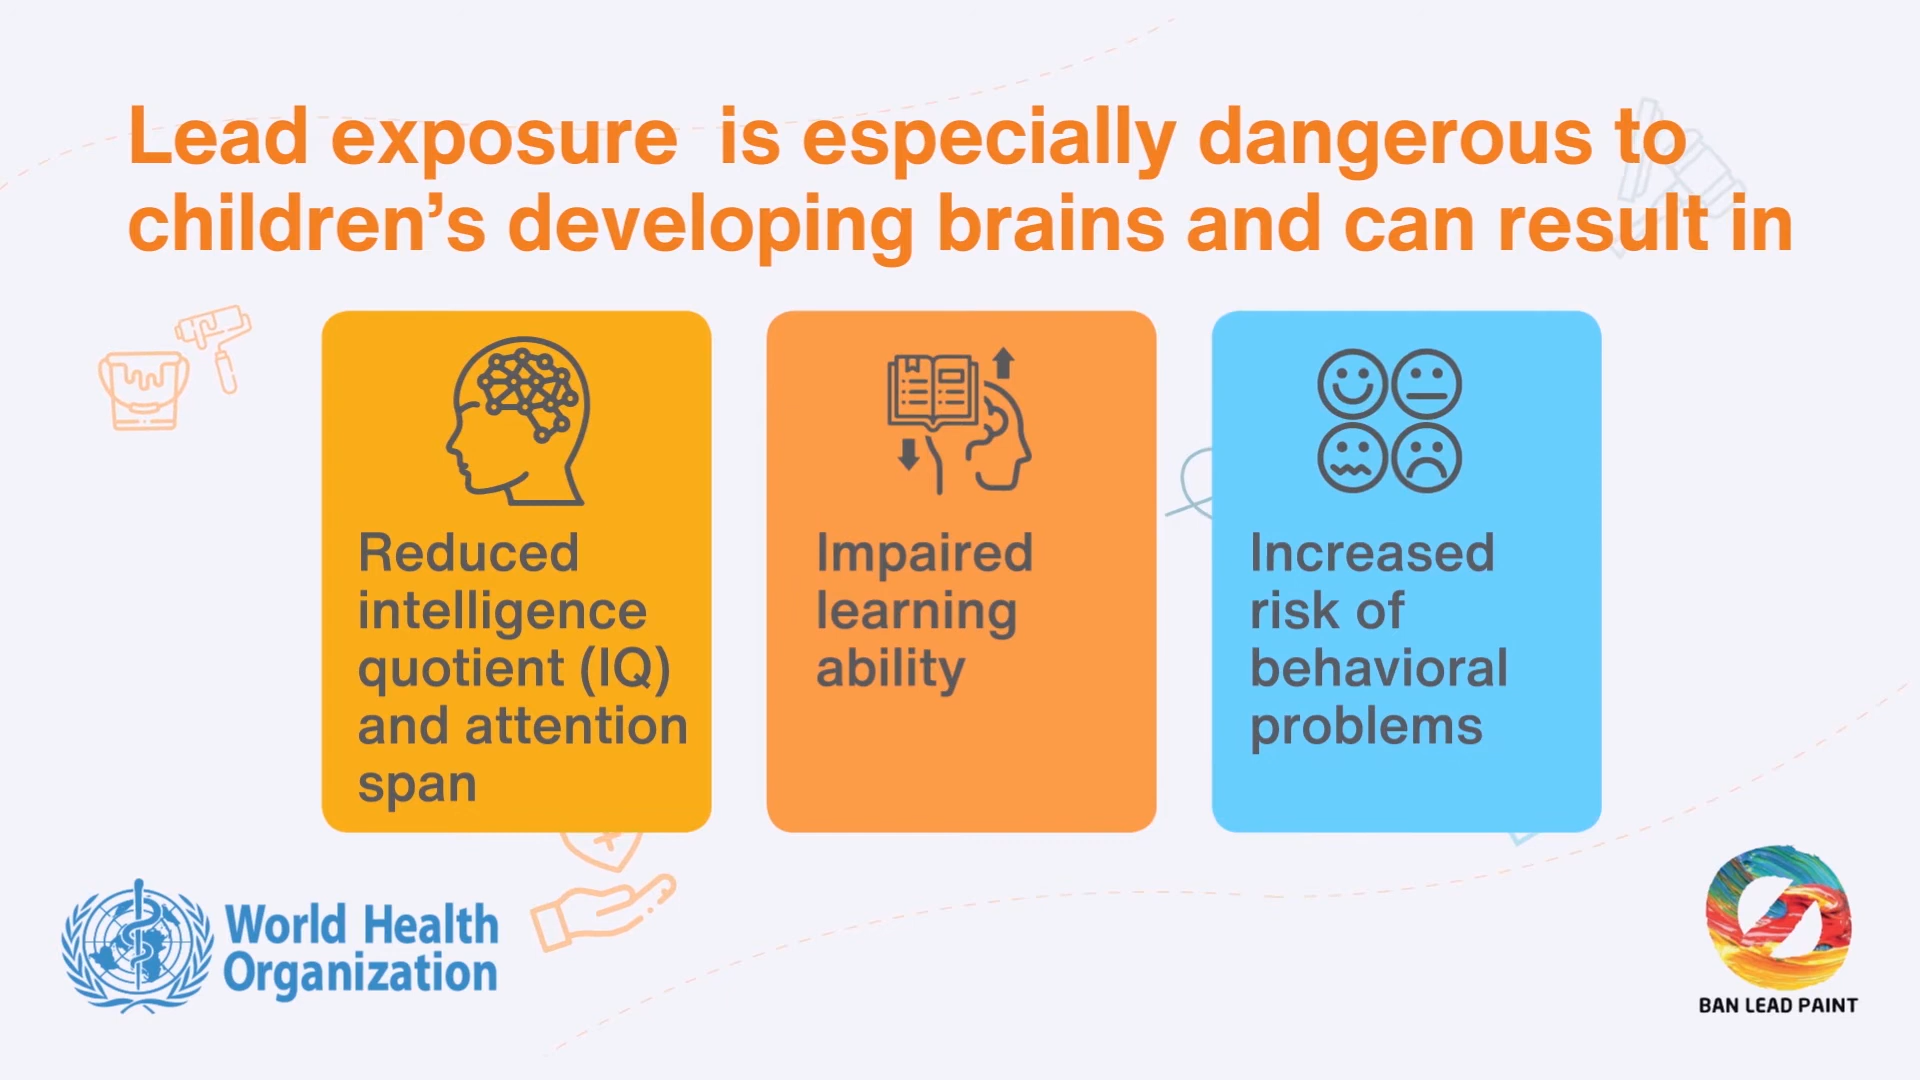 Lead exposure  is especially dangerous to
children’s developing brains and can result in
Reduced
intelligence
quotient (IQ)
and attention
span
Impaired
learning
ability
Increased
risk of
behavioral
problems
World Health
Organization
BAN LEAD PAINT